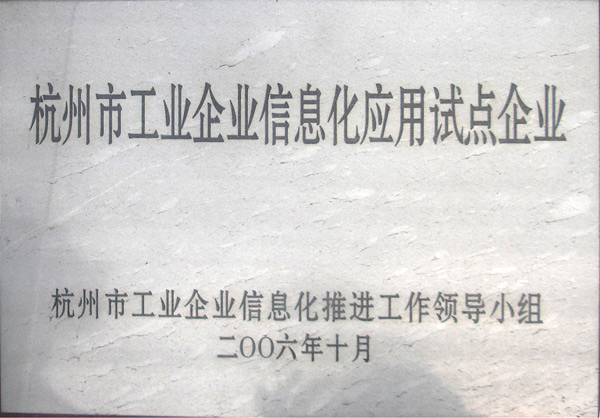 杭州市工业企业信息化应用试点企业
杭州市工业企业信息化推进工作领导小组
二〇〇六年十月